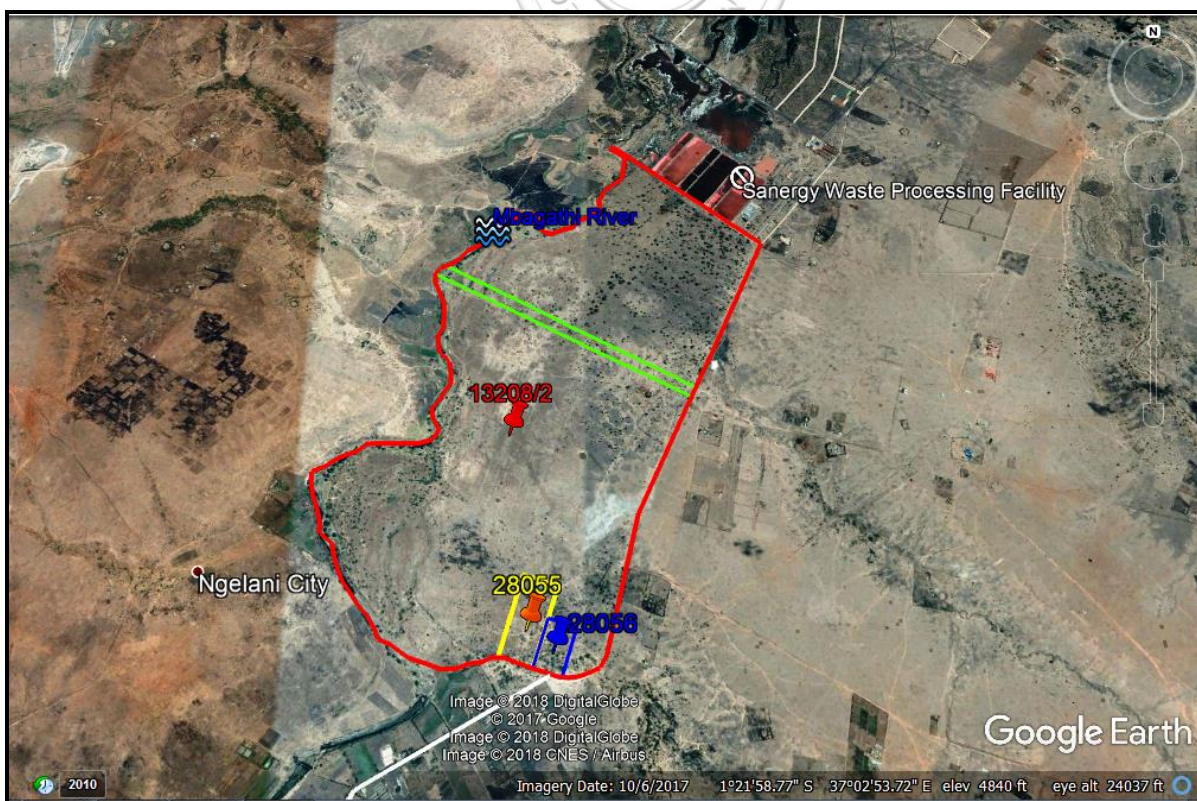 N
Sanergy Waste Processing Facility
Mbagathi River
13208/2
Ngelani City
28055
28056
Image © 2018 DigitalGlobe
© 2017 Google
Image © 2018 DigitalGlobe
Image © 2018 CNES / Airbus
Google Earth
2010
Imagery Date: 10/6/2017 1°21'58.77" S 37°02'53.72" E elev 4840 ft eye alt 24037 ft